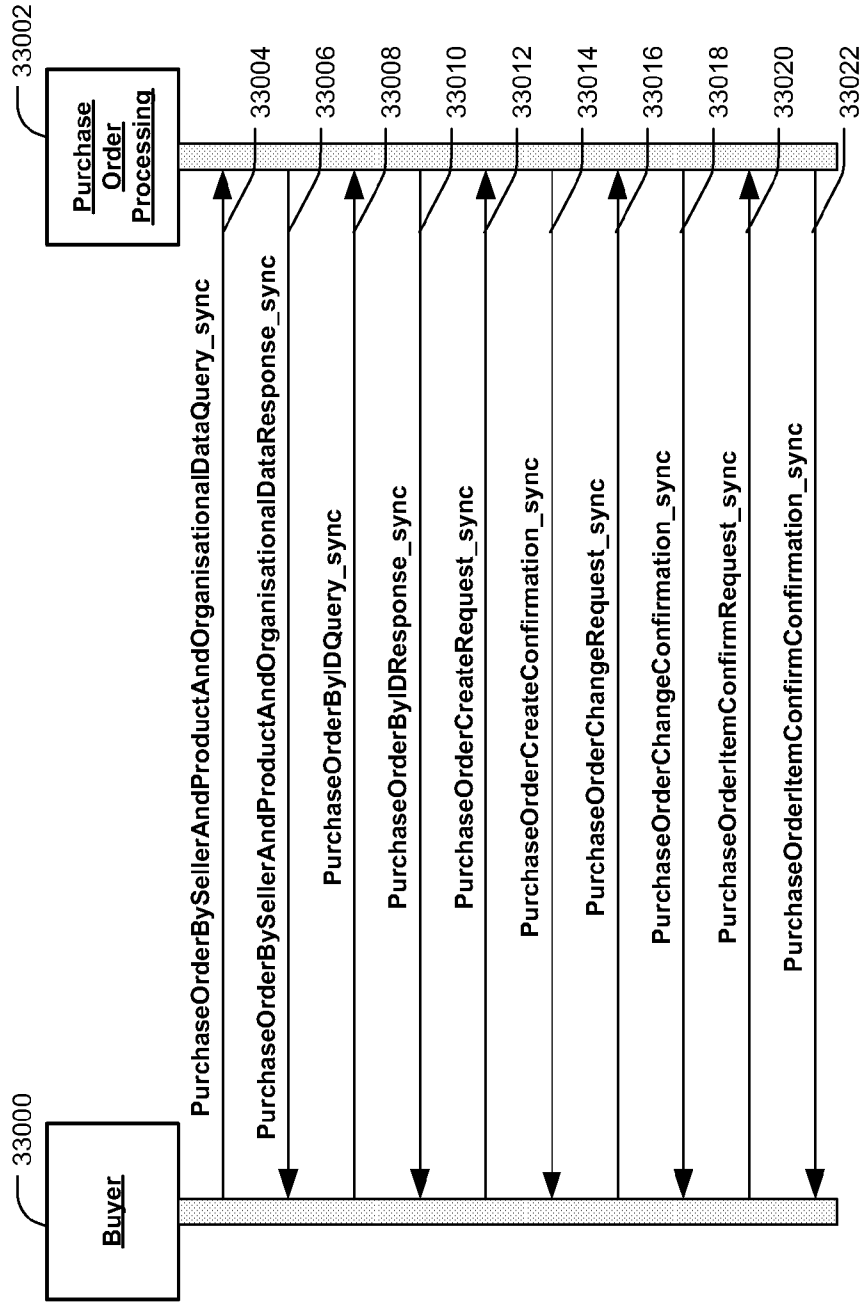 33000
Buyer
33002
Purchase
Order
Processing
PurchaseOrderBySellerAndProductAndOrganisationalDataQuery_sync
33004
PurchaseOrderBySellerAndProductAndOrganisationalDataResponse_sync
33006
PurchaseOrderByIDQuery_sync
33008
PurchaseOrderByIDResponse_sync
33010
PurchaseOrderCreateRequest_sync
33012
PurchaseOrderCreateConfirmation_sync
33014
PurchaseOrderChangeRequest_sync
33016
PurchaseOrderChangeConfirmation_sync
33018
PurchaseOrderItemConfirmRequest_sync
33020
PurchaseOrderItemConfirmConfirmation_sync
33022